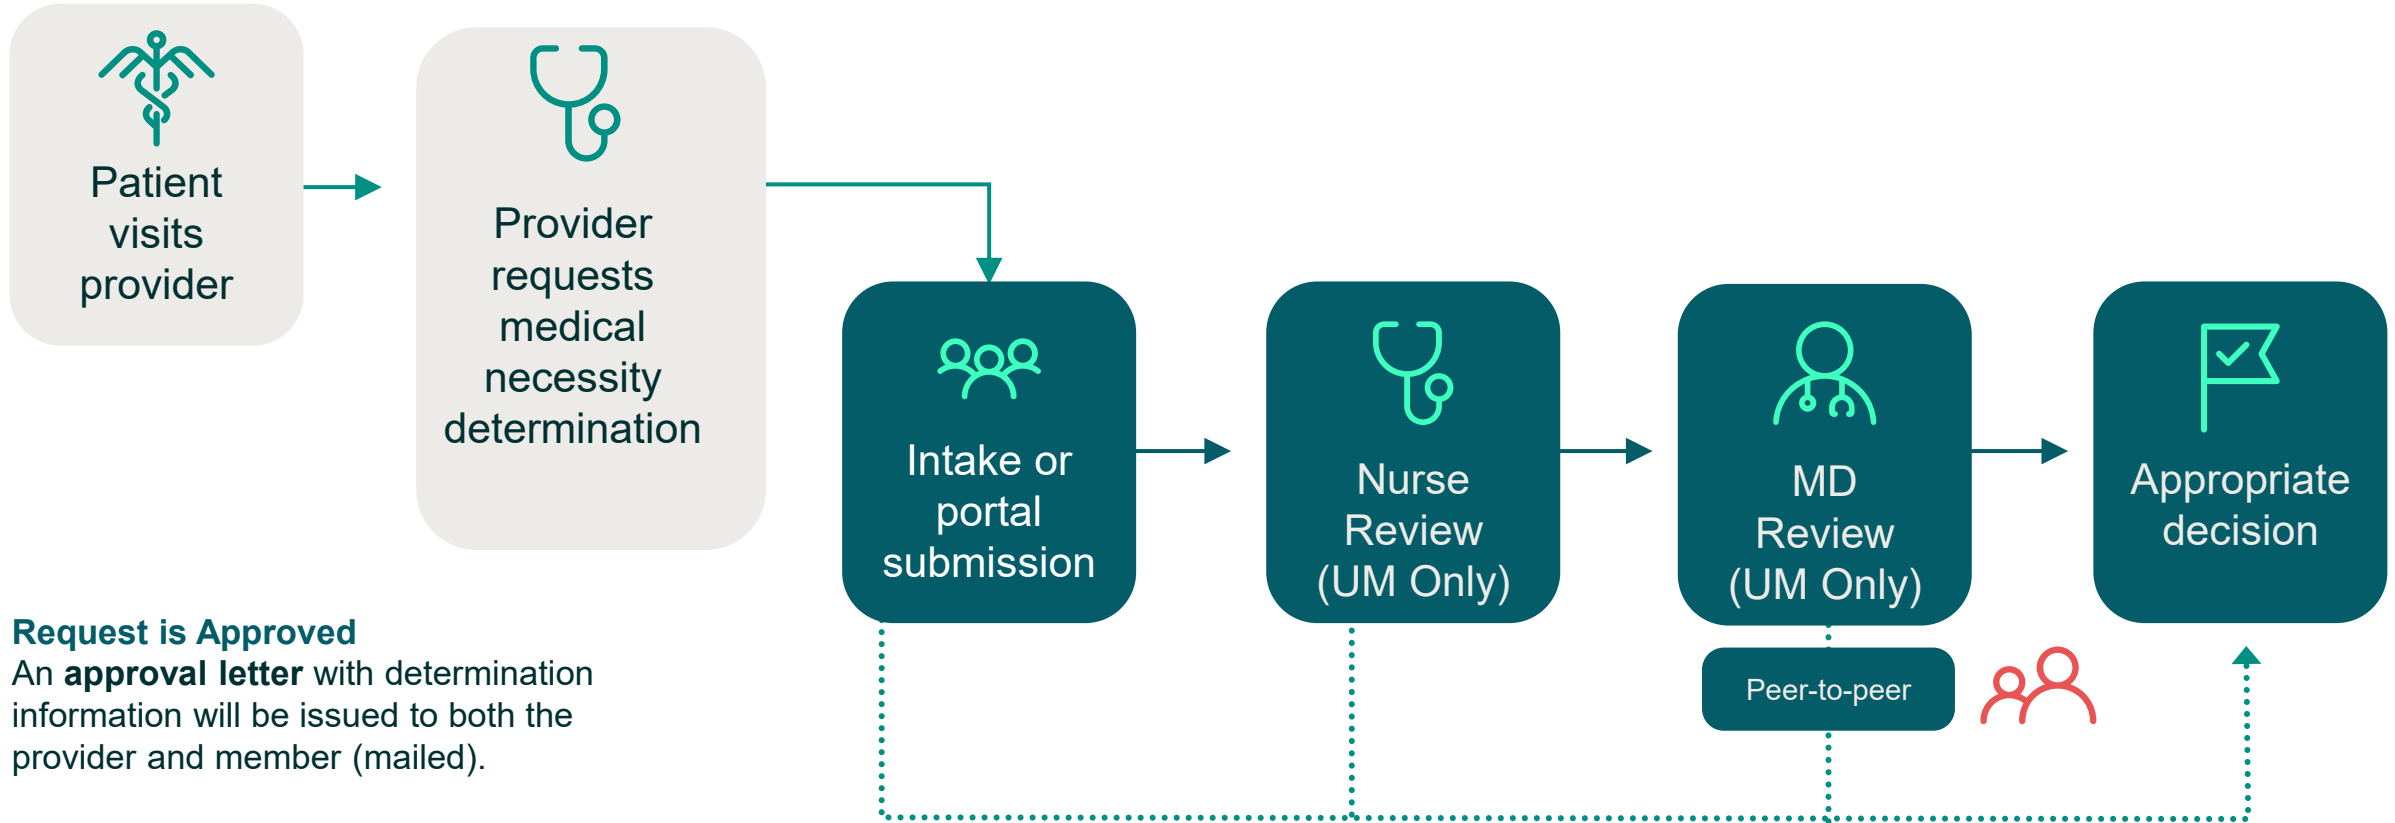 Patient
visits
provider
Provider
requests
medical
necessity
determination
Intake or
portal
submission
Nurse
Review
(UM Only)
MD
Review
(UM Only)
Appropriate
decision
Peer-to-peer
Request is Approved
An approval letter with determination
information will be issued to both the
provider and member (mailed).